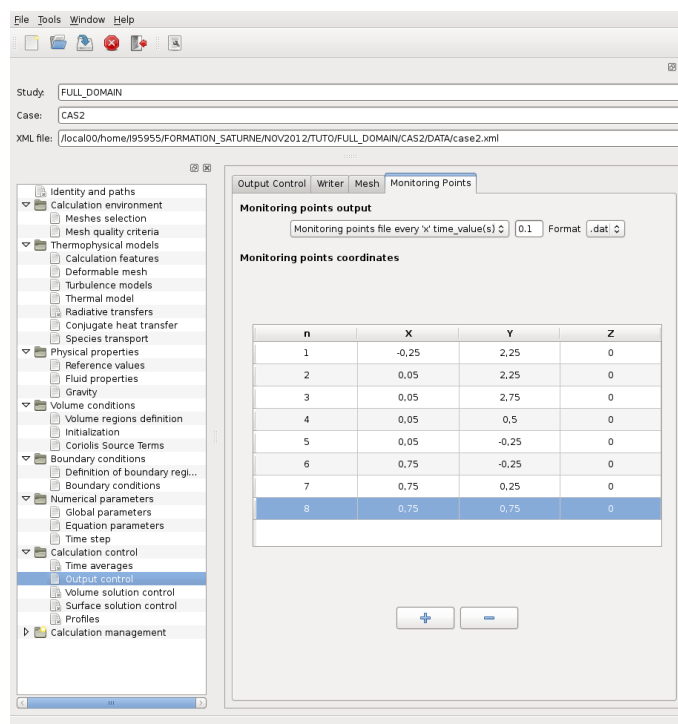 File Tools Window Help
Study: FULL_DOMAIN
Case: CAS2
XML file: /local00/home/I95955/FORMATION_SATURNE/NOV2012/TUTO/FULL_DOMAIN/CAS2/DATA/case2.xml
Identity and paths
Calculation environment
Meshes selection
Mesh quality criteria
Thermophysical models
Calculation features
Deformable mesh
Turbulence models
Thermal model
Radiative transfers
Conjugate heat transfer
Species transport
Physical properties
Reference values
Fluid properties
Gravity
Volume conditions
Volume regions definition
Initialization
Coriolis Source Terms
Boundary conditions
Definition of boundary regi...
Boundary conditions
Numerical parameters
Global parameters
Equation parameters
Time step
Calculation control
Time averages
Output control
Volume solution control
Surface solution control
Profiles
Calculation management
Output Control Writer Mesh Monitoring Points
Monitoring points output
Monitoring points file every 'x' time_value(s) 0.1 Format .dat
Monitoring points coordinates
n X Y Z
1 -0,25 2,25 0
2 0,05 2,25 0
3 0,05 2,75 0
4 0,05 0,5 0
5 0,05 -0,25 0
6 0,75 -0,25 0
7 0,75 0,25 0
8 0,75 0,75 0